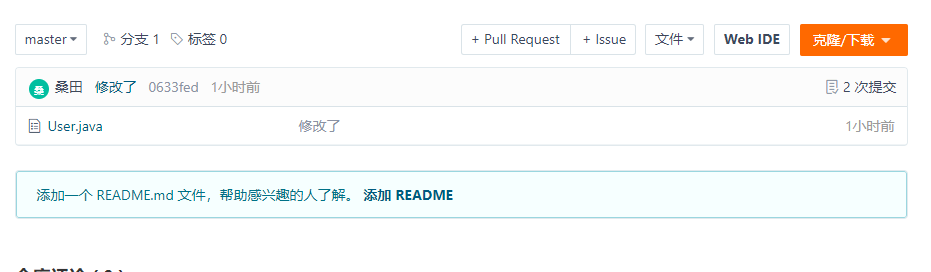 master 分支 1 标签 0 + Pull Request + Issue 文件 Web IDE 克隆/下载
桑 桑田 修改了 0633fed 1小时前 2 次提交
User.java 修改了 1小时前
添加一个 README.md 文件，帮助感兴趣的人了解。 添加 README